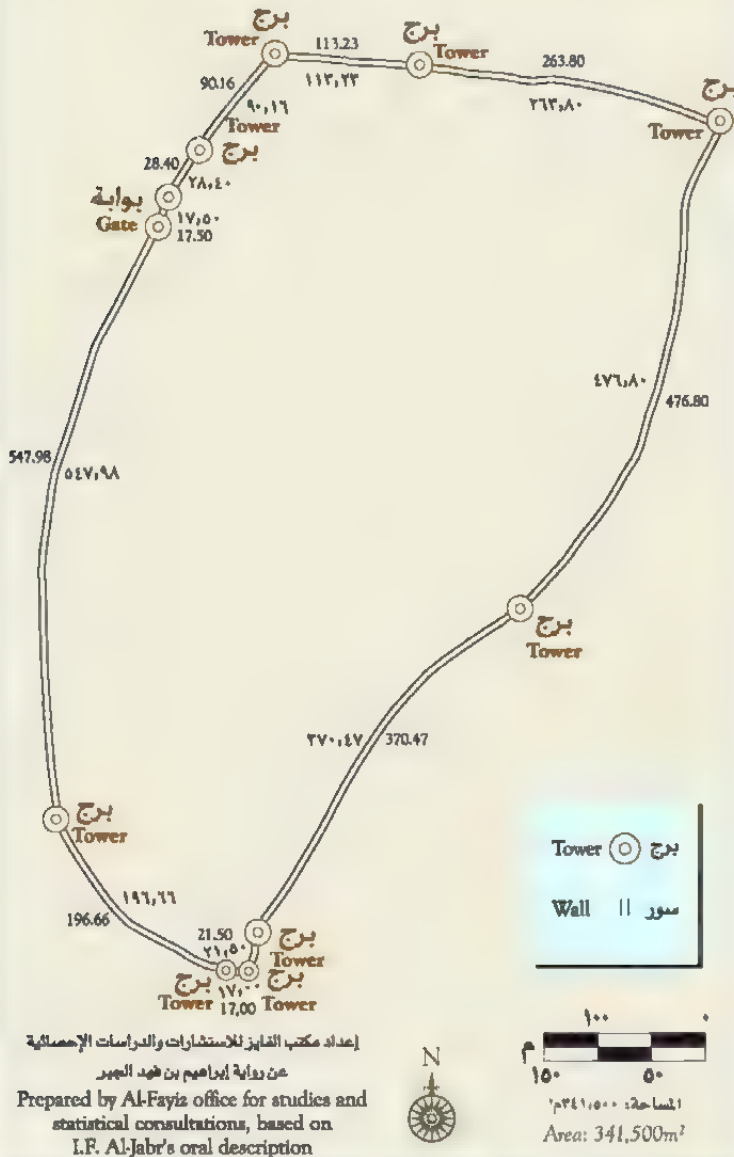 برج
Tower
113.23
١١٣,٢٣
برج
Tower
263.80
٢٦٣,٨٠
برج
Tower
90.16
٩٠,١٦
Tower
برج
28.40
٢٨,٤٠
بوابة
Gate
١٧,٥٠
17.50
٤٧٦,٨٠
476.80
547.98
٥٤٧,٩٨
برج
Tower
٣٧٠,٤٧
370.47
برج
Tower
١٩٦,٦٦
196.66
21.50
٢١,٥٠
برج
Tower
برج
Tower
١٧,٠٠
17,00
برج
Tower
Tower برج
Wall سور
إعداد مكتب الفايز للاستشارات والدراسات الإحصائية
عن رواية إبراهيم بن فهد الجبر
Prepared by Al-Fayiz office for studies and
statistical consultations, based on
I.F. Al-Jabr's oral description
N
١٠٠ ٠
م
١٥٠ ٥٠
المساحة: ٣٤١,٥٠٠م٢
Area: 341,500m²